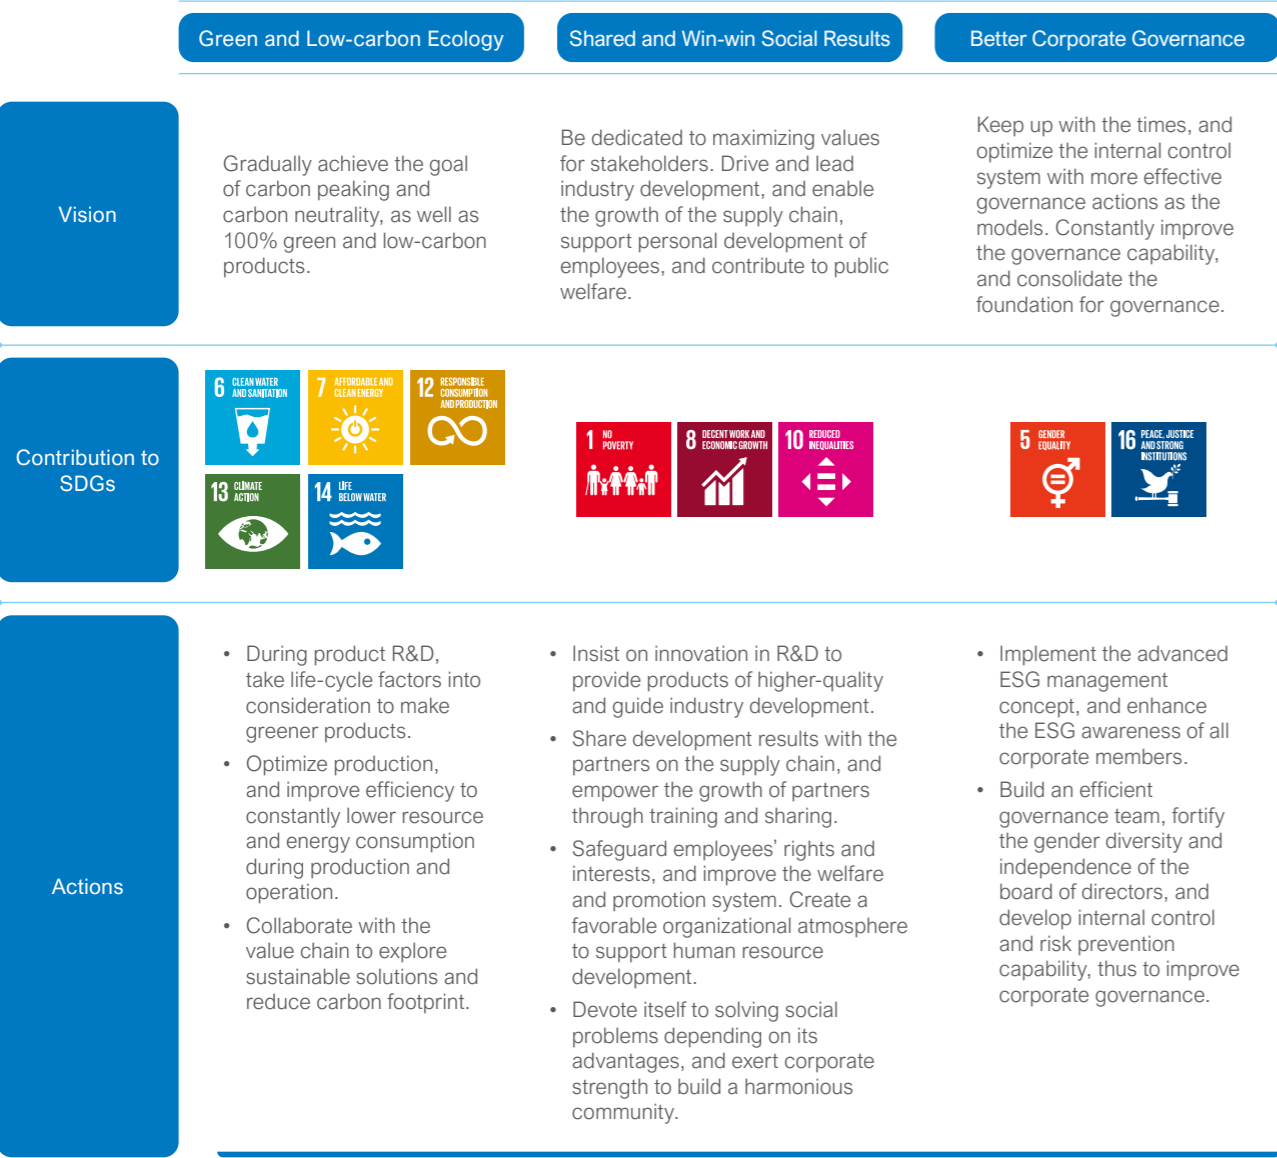 Green and Low-carbon Ecology
Shared and Win-win Social Results
Better Corporate Governance
Vision
Gradually achieve the goal
of carbon peaking and
carbon neutrality, as well as
100% green and low-carbon
products.
Be dedicated to maximizing values
for stakeholders. Drive and lead
industry development, and enable
the growth of the supply chain,
support personal development of
employees, and contribute to public
welfare.
Keep up with the times, and
optimize the internal control
system with more effective
governance actions as the
models. Constantly improve
the governance capability,
and consolidate the
foundation for governance.
Contribution to
SDGs
6 CLEAN WATER
AND SANITATION
7 AFFORDABLE AND
CLEAN ENERGY
12 RESPONSIBLE
CONSUMPTION
AND PRODUCTION
13 CLIMATE
ACTION
14 LIFE
BELOW WATER
1 NO
POVERTY
8 DECENT WORK AND
ECONOMIC GROWTH
10 REDUCED
INEQUALITIES
5 GENDER
EQUALITY
16 PEACE, JUSTICE
AND STRONG
INSTITUTIONS
Actions
• During product R&D,
take life-cycle factors into
consideration to make
greener products.
• Optimize production,
and improve efficiency to
constantly lower resource
and energy consumption
during production and
operation.
• Collaborate with the
value chain to explore
sustainable solutions and
reduce carbon footprint.
• Insist on innovation in R&D to
provide products of higher-quality
and guide industry development.
• Share development results with the
partners on the supply chain, and
empower the growth of partners
through training and sharing.
• Safeguard employees' rights and
interests, and improve the welfare
and promotion system. Create a
favorable organizational atmosphere
to support human resource
development.
• Devote itself to solving social
problems depending on its
advantages, and exert corporate
strength to build a harmonious
community.
• Implement the advanced
ESG management
concept, and enhance
the ESG awareness of all
corporate members.
• Build an efficient
governance team, fortify
the gender diversity and
independence of the
board of directors, and
develop internal control
and risk prevention
capability, thus to improve
corporate governance.